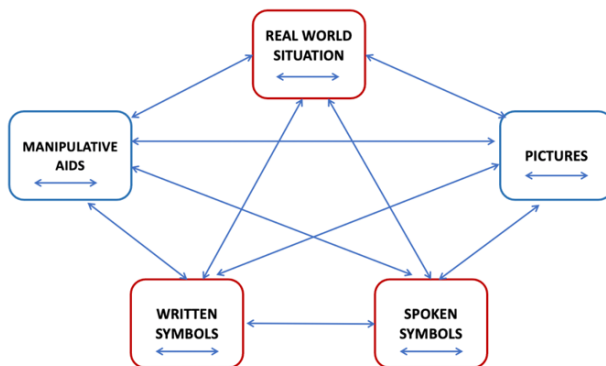 REAL WORLD
SITUATION
MANIPULATIVE
AIDS
PICTURES
WRITTEN
SYMBOLS
SPOKEN
SYMBOLS